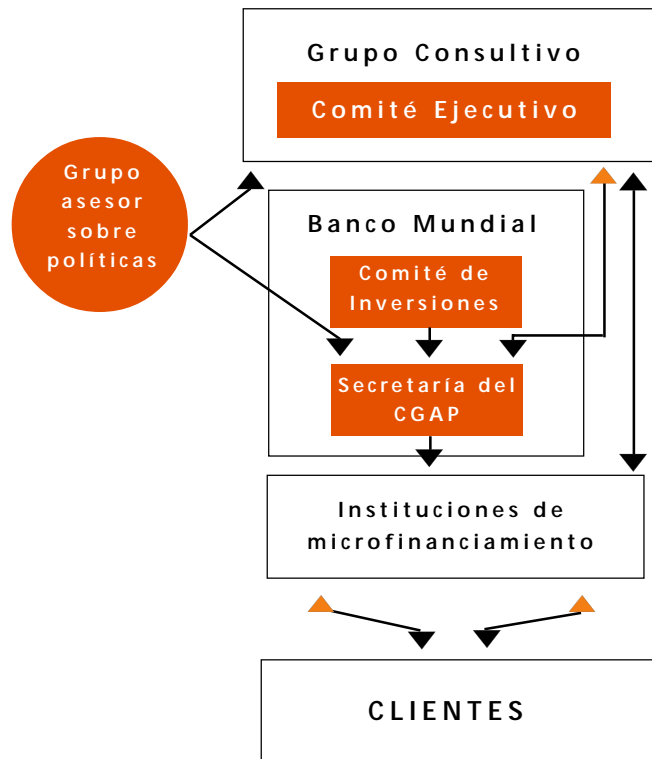 Grupo Consultivo
Comité Ejecutivo
Grupo
asesor
sobre
políticas
Banco Mundial
Comité de
Inversiones
Secretaría del
CGAP
Instituciones de
microfinanciamiento
CLIENTES